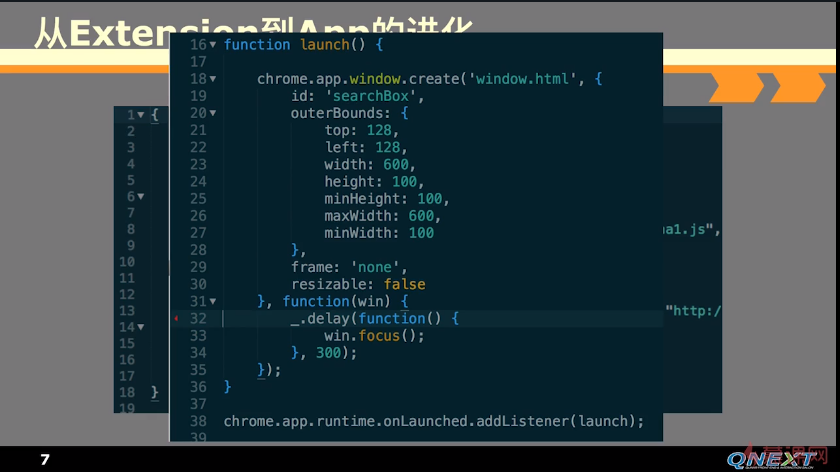 从Extension到App的进化
16 function launch() {
17
18 chrome.app.window.create('window.html', {
19 id: 'searchBox',
20 outerBounds: {
21 top: 128,
22 left: 128,
23 width: 600,
24 height: 100,
25 minHeight: 100,
26 maxWidth: 600,
27 minWidth: 100
28 },
29 frame: 'none',
30 resizable: false
31 }, function(win) {
32 _.delay(function() {
33 win.focus();
34 }, 300);
35 });
36 }
37
38 chrome.app.runtime.onLaunched.addListener(launch);
39
1 {
2
3
4
5
6
7
8 a1.js",
9
10
11
12
13 "http:/
14
15
16
17
18 }
19
7
QNEXT